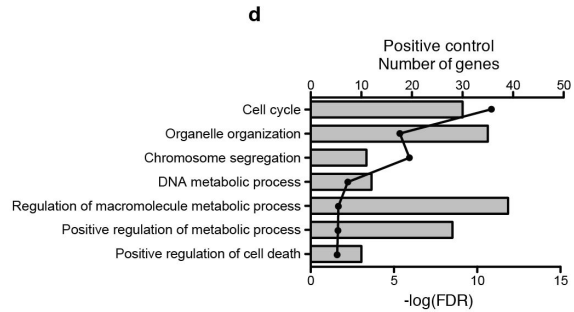 d
Positive control
Number of genes
0 10 20 30 40 50
Cell cycle
Organelle organization
Chromosome segregation
DNA metabolic process
Regulation of macromolecule metabolic process
Positive regulation of metabolic process
Positive regulation of cell death
0 5 10 15
-log(FDR)